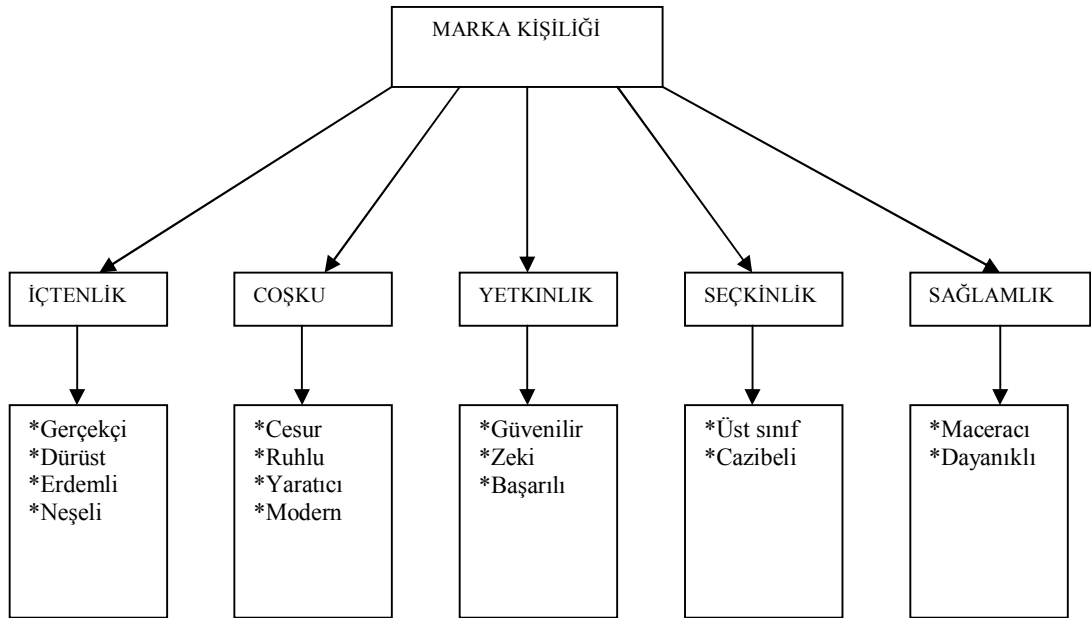 MARKA KİŞİLİĞİ
İÇTENLİK
COŞKU
YETKINLIK
SEÇKİNLİK
SAĞLAMLIK
*Gerçekçi
*Dürüst
*Erdemli
*Neşeli
*Cesur
*Ruhlu
*Yaratıcı
*Modern
*Güvenilir
*Zeki
*Başarılı
*Üst sınıf
*Cazibeli
*Maceracı
*Dayanıklı